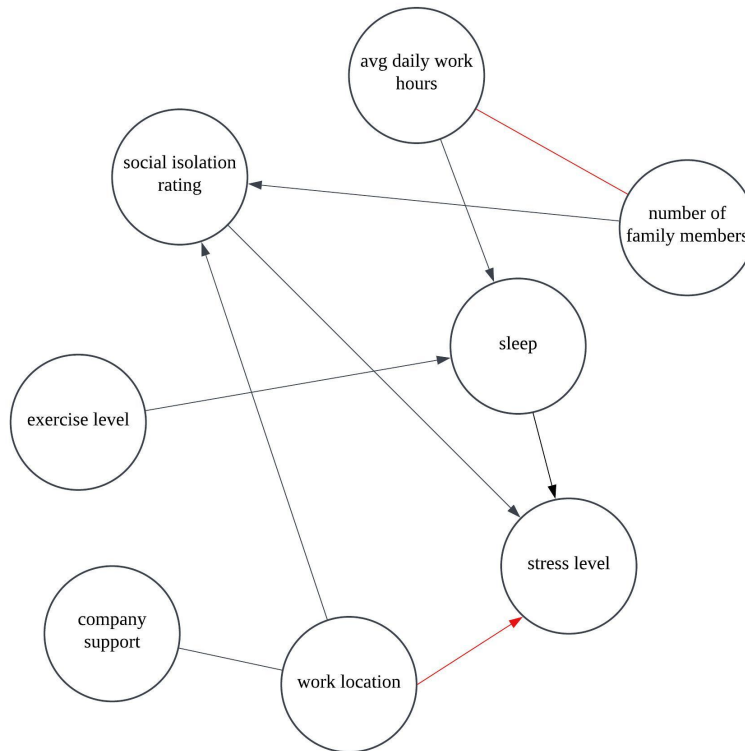 avg daily work
hours
social isolation
rating
number of
family members
sleep
exercise level
stress level
company
support
work location